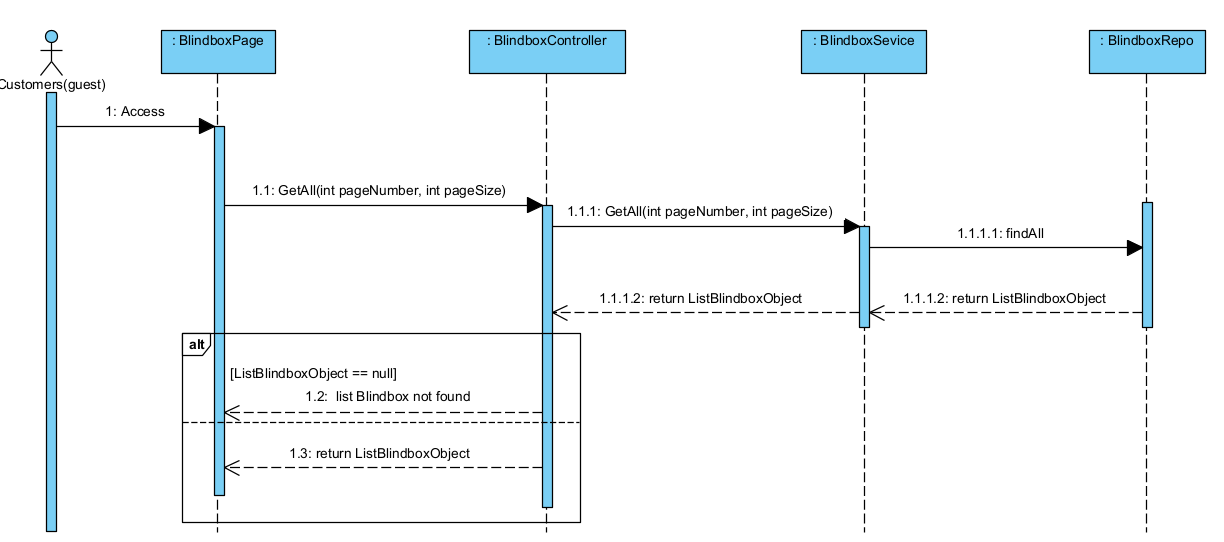 : BlindboxPage
: BlindboxController
: BlindboxSevice
: BlindboxRepo
Customers(guest)
1: Access
1.1: GetAll(int pageNumber, int pageSize)
1.1.1: GetAll(int pageNumber, int pageSize)
1.1.1.1: findAll
1.1.1.2: return ListBlindboxObject
1.1.1.2: return ListBlindboxObject
alt
[ListBlindboxObject == null]
1.2: list Blindbox not found
1.3: return ListBlindboxObject